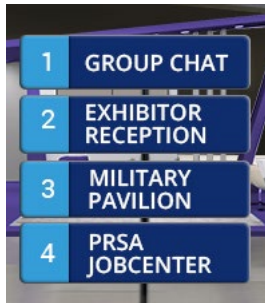 1 GROUP CHAT
2 EXHIBITOR
RECEPTION
3 MILITARY
PAVILION
4 PRSA
JOBCENTER